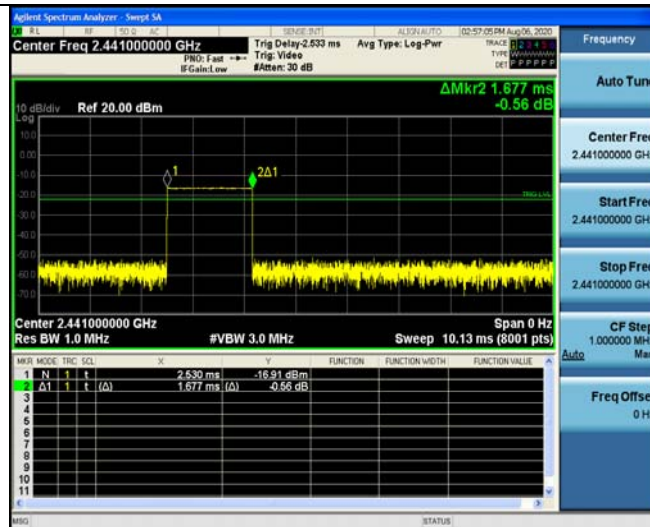 Agilent Spectrum Analyzer - Swept SA
RL RF 50 Ω AC SENSE:INT ALIGN AUTO 02:57:05 PM Aug 06, 2020
Center Freq 2.441000000 GHz
PNO: Fast
IFGain:Low
Trig Delay-2.533 ms
Trig: Video
#Atten: 30 dB
Avg Type: Log-Pwr
TRACE 1 2 3 4 5 6
TYPE
DET P P P P P P
Frequency
ΔMkr2 1.677 ms
-0.56 dB
10 dB/div Ref 20.00 dBm
Log
10.0
0.00
-10.0
-20.0
-30.0
-40.0
-50.0
-60.0
-70.0
1
2Δ1
TRIG LVL
Center 2.441000000 GHz Span 0 Hz
Res BW 1.0 MHz #VBW 3.0 MHz Sweep 10.13 ms (8001 pts)
MKR MODE TRC SCL X Y FUNCTION FUNCTION WIDTH FUNCTION VALUE
1 N 1 t 2.530 ms -16.91 dBm
2 Δ1 1 t (Δ) 1.677 ms (Δ) -0.56 dB
3
4
5
6
7
8
9
10
11
MSG STATUS
Auto Tun
Center Fre
2.441000000 GH
Start Fre
2.441000000 GH
Stop Fre
2.441000000 GH
CF Step
1.000000 MH
Auto Ma
Freq Offse
0 H